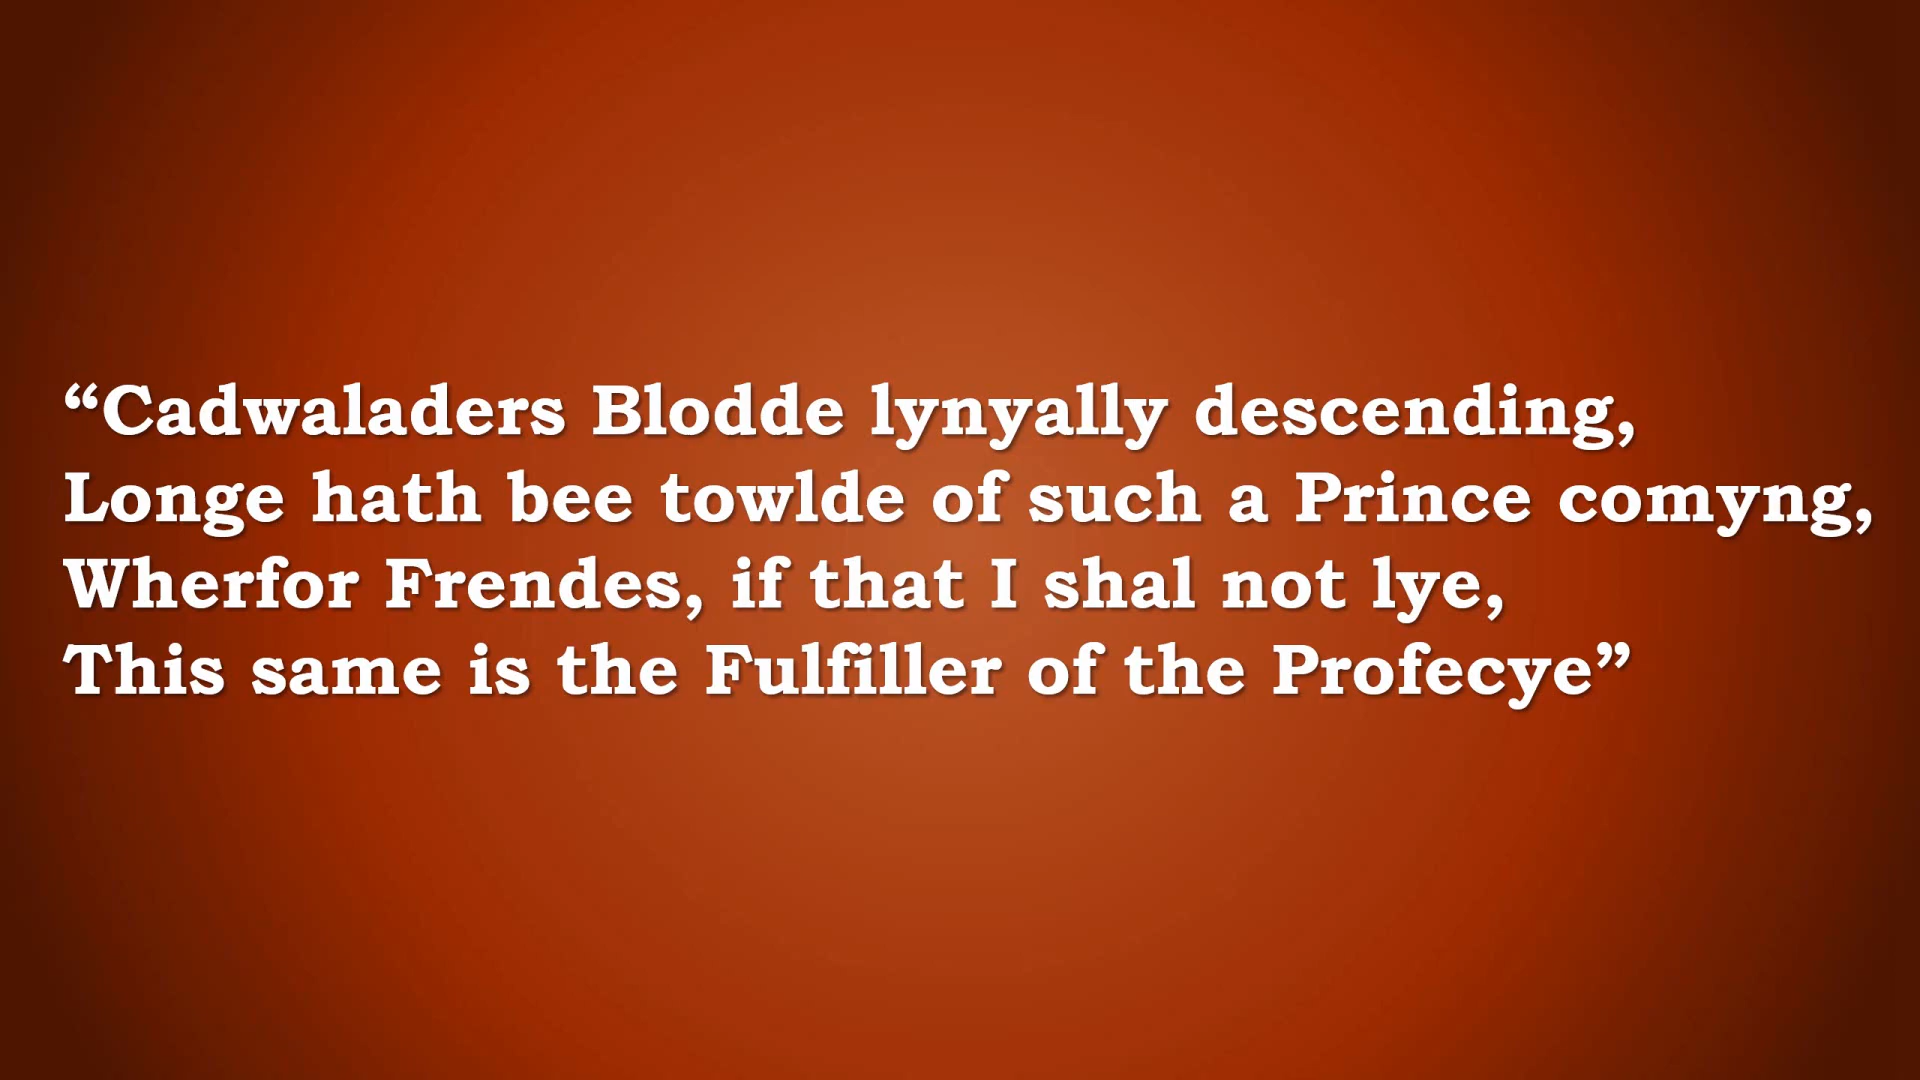 “Cadwaladers Blodde lynyally descending,
Longe hath bee towlde of such a Prince comyng,
Wherfor Frendes, if that I shal not lye,
This same is the Fulfiller of the Profecye”